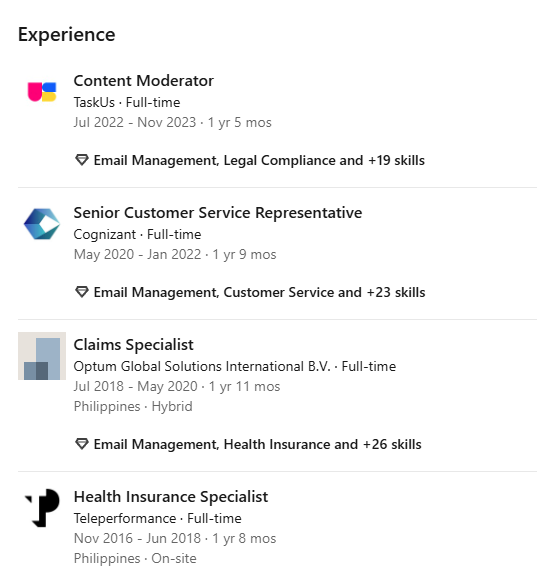 Experience
Content Moderator
TaskUs · Full-time
Jul 2022 - Nov 2023 · 1 yr 5 mos
Email Management, Legal Compliance and +19 skills
Senior Customer Service Representative
Cognizant · Full-time
May 2020 - Jan 2022 · 1 yr 9 mos
Email Management, Customer Service and +23 skills
Claims Specialist
Optum Global Solutions International B.V. · Full-time
Jul 2018 - May 2020 · 1 yr 11 mos
Philippines · Hybrid
Email Management, Health Insurance and +26 skills
Health Insurance Specialist
Teleperformance · Full-time
Nov 2016 - Jun 2018 · 1 yr 8 mos
Philippines · On-site